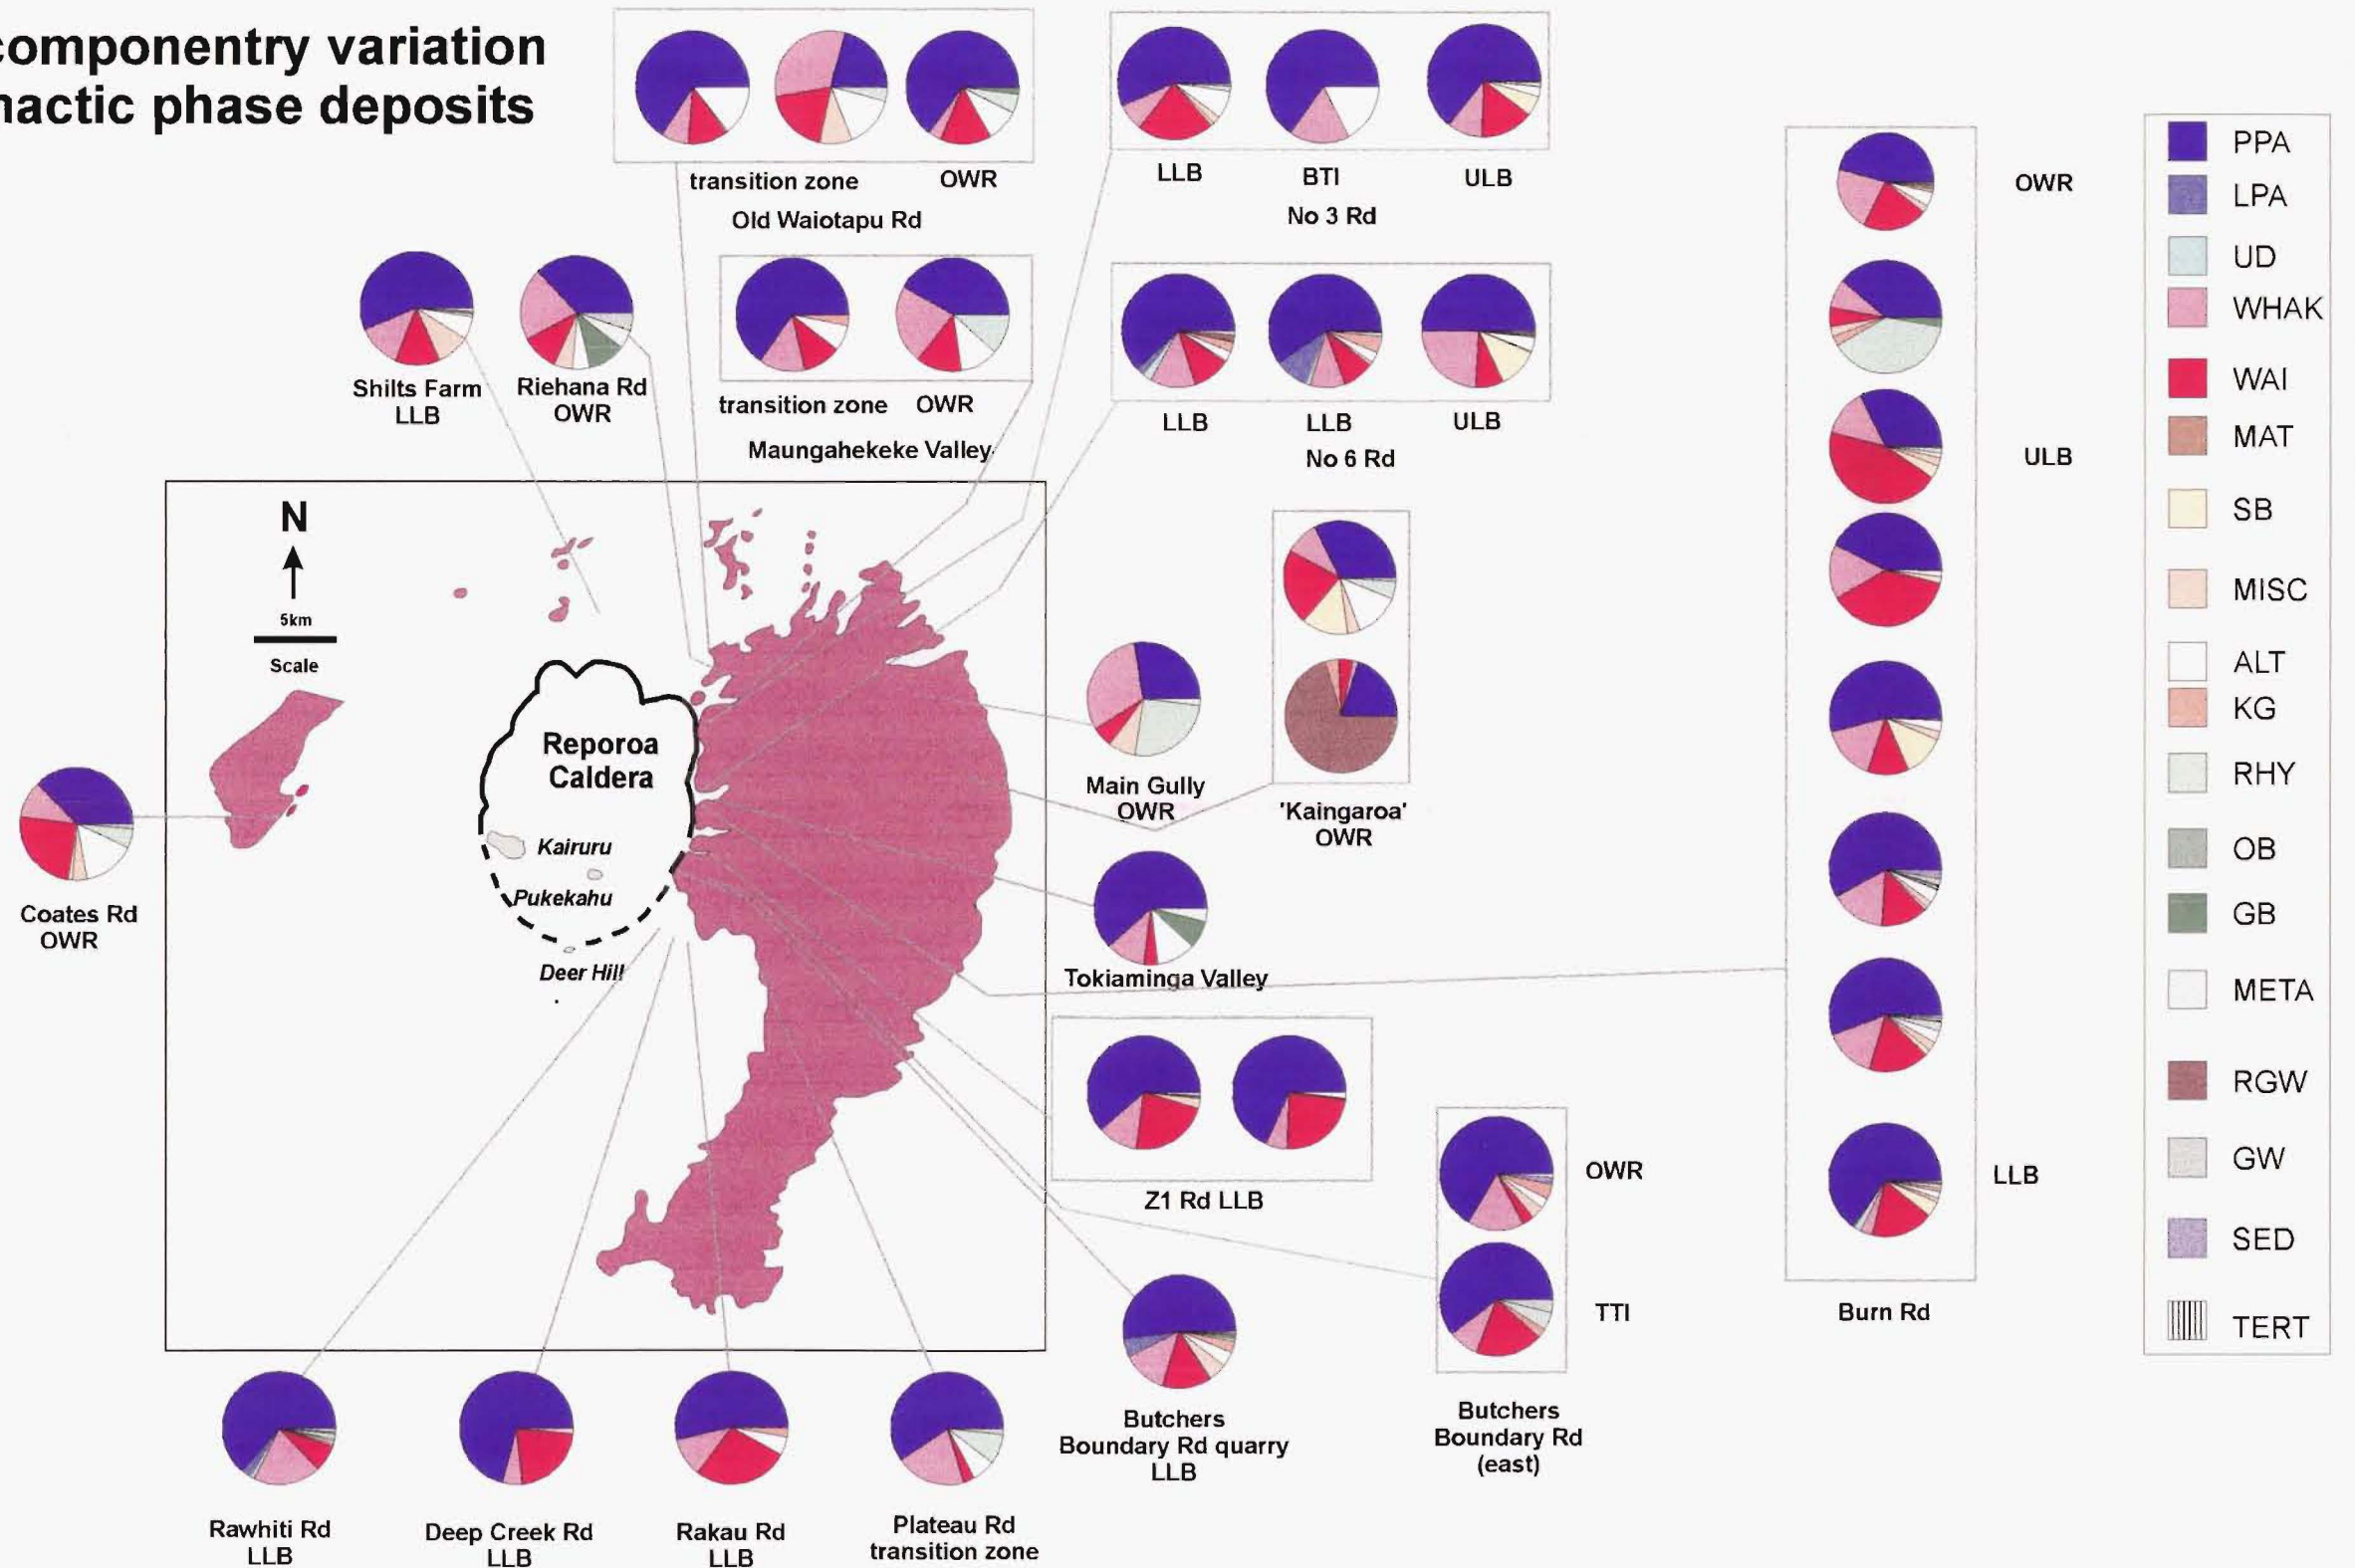 componentry variation
nactic phase deposits
transition zone OWR
Old Waiotapu Rd
LLB BTI ULB
No 3 Rd
Shilts Farm
LLB
Riehana Rd
OWR
transition zone OWR
Maungahekeke Valley
LLB LLB ULB
No 6 Rd
N
5km
Scale
Reporoa
Caldera
Kairuru
Pukekahu
Deer Hill
Coates Rd
OWR
Main Gully
OWR
'Kaingaroa'
OWR
Tokiaminga Valley
Z1 Rd LLB
OWR
TTI
Butchers
Boundary Rd
(east)
Butchers
Boundary Rd quarry
LLB
Rawhiti Rd
LLB
Deep Creek Rd
LLB
Rakau Rd
LLB
Plateau Rd
transition zone
OWR
ULB
LLB
Burn Rd
PPA
LPA
UD
WHAK
WAI
MAT
SB
MISC
ALT
KG
RHY
OB
GB
META
RGW
GW
SED
TERT